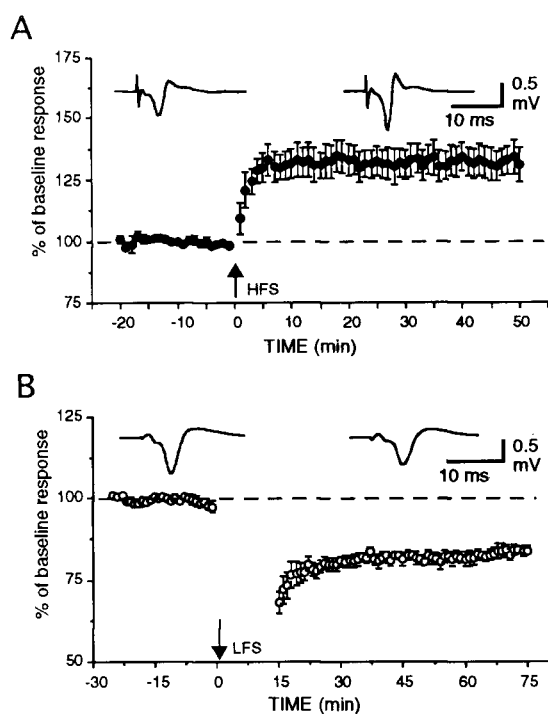 A
% of baseline response
175
150
125
100
75
0.5
mV
10 ms
HFS
-20 -10 0 10 20 30 40 50
TIME (min)
B
% of baseline response
125
100
75
50
0.5
mV
10 ms
LFS
-30 -15 0 15 30 45 60 75
TIME (min)